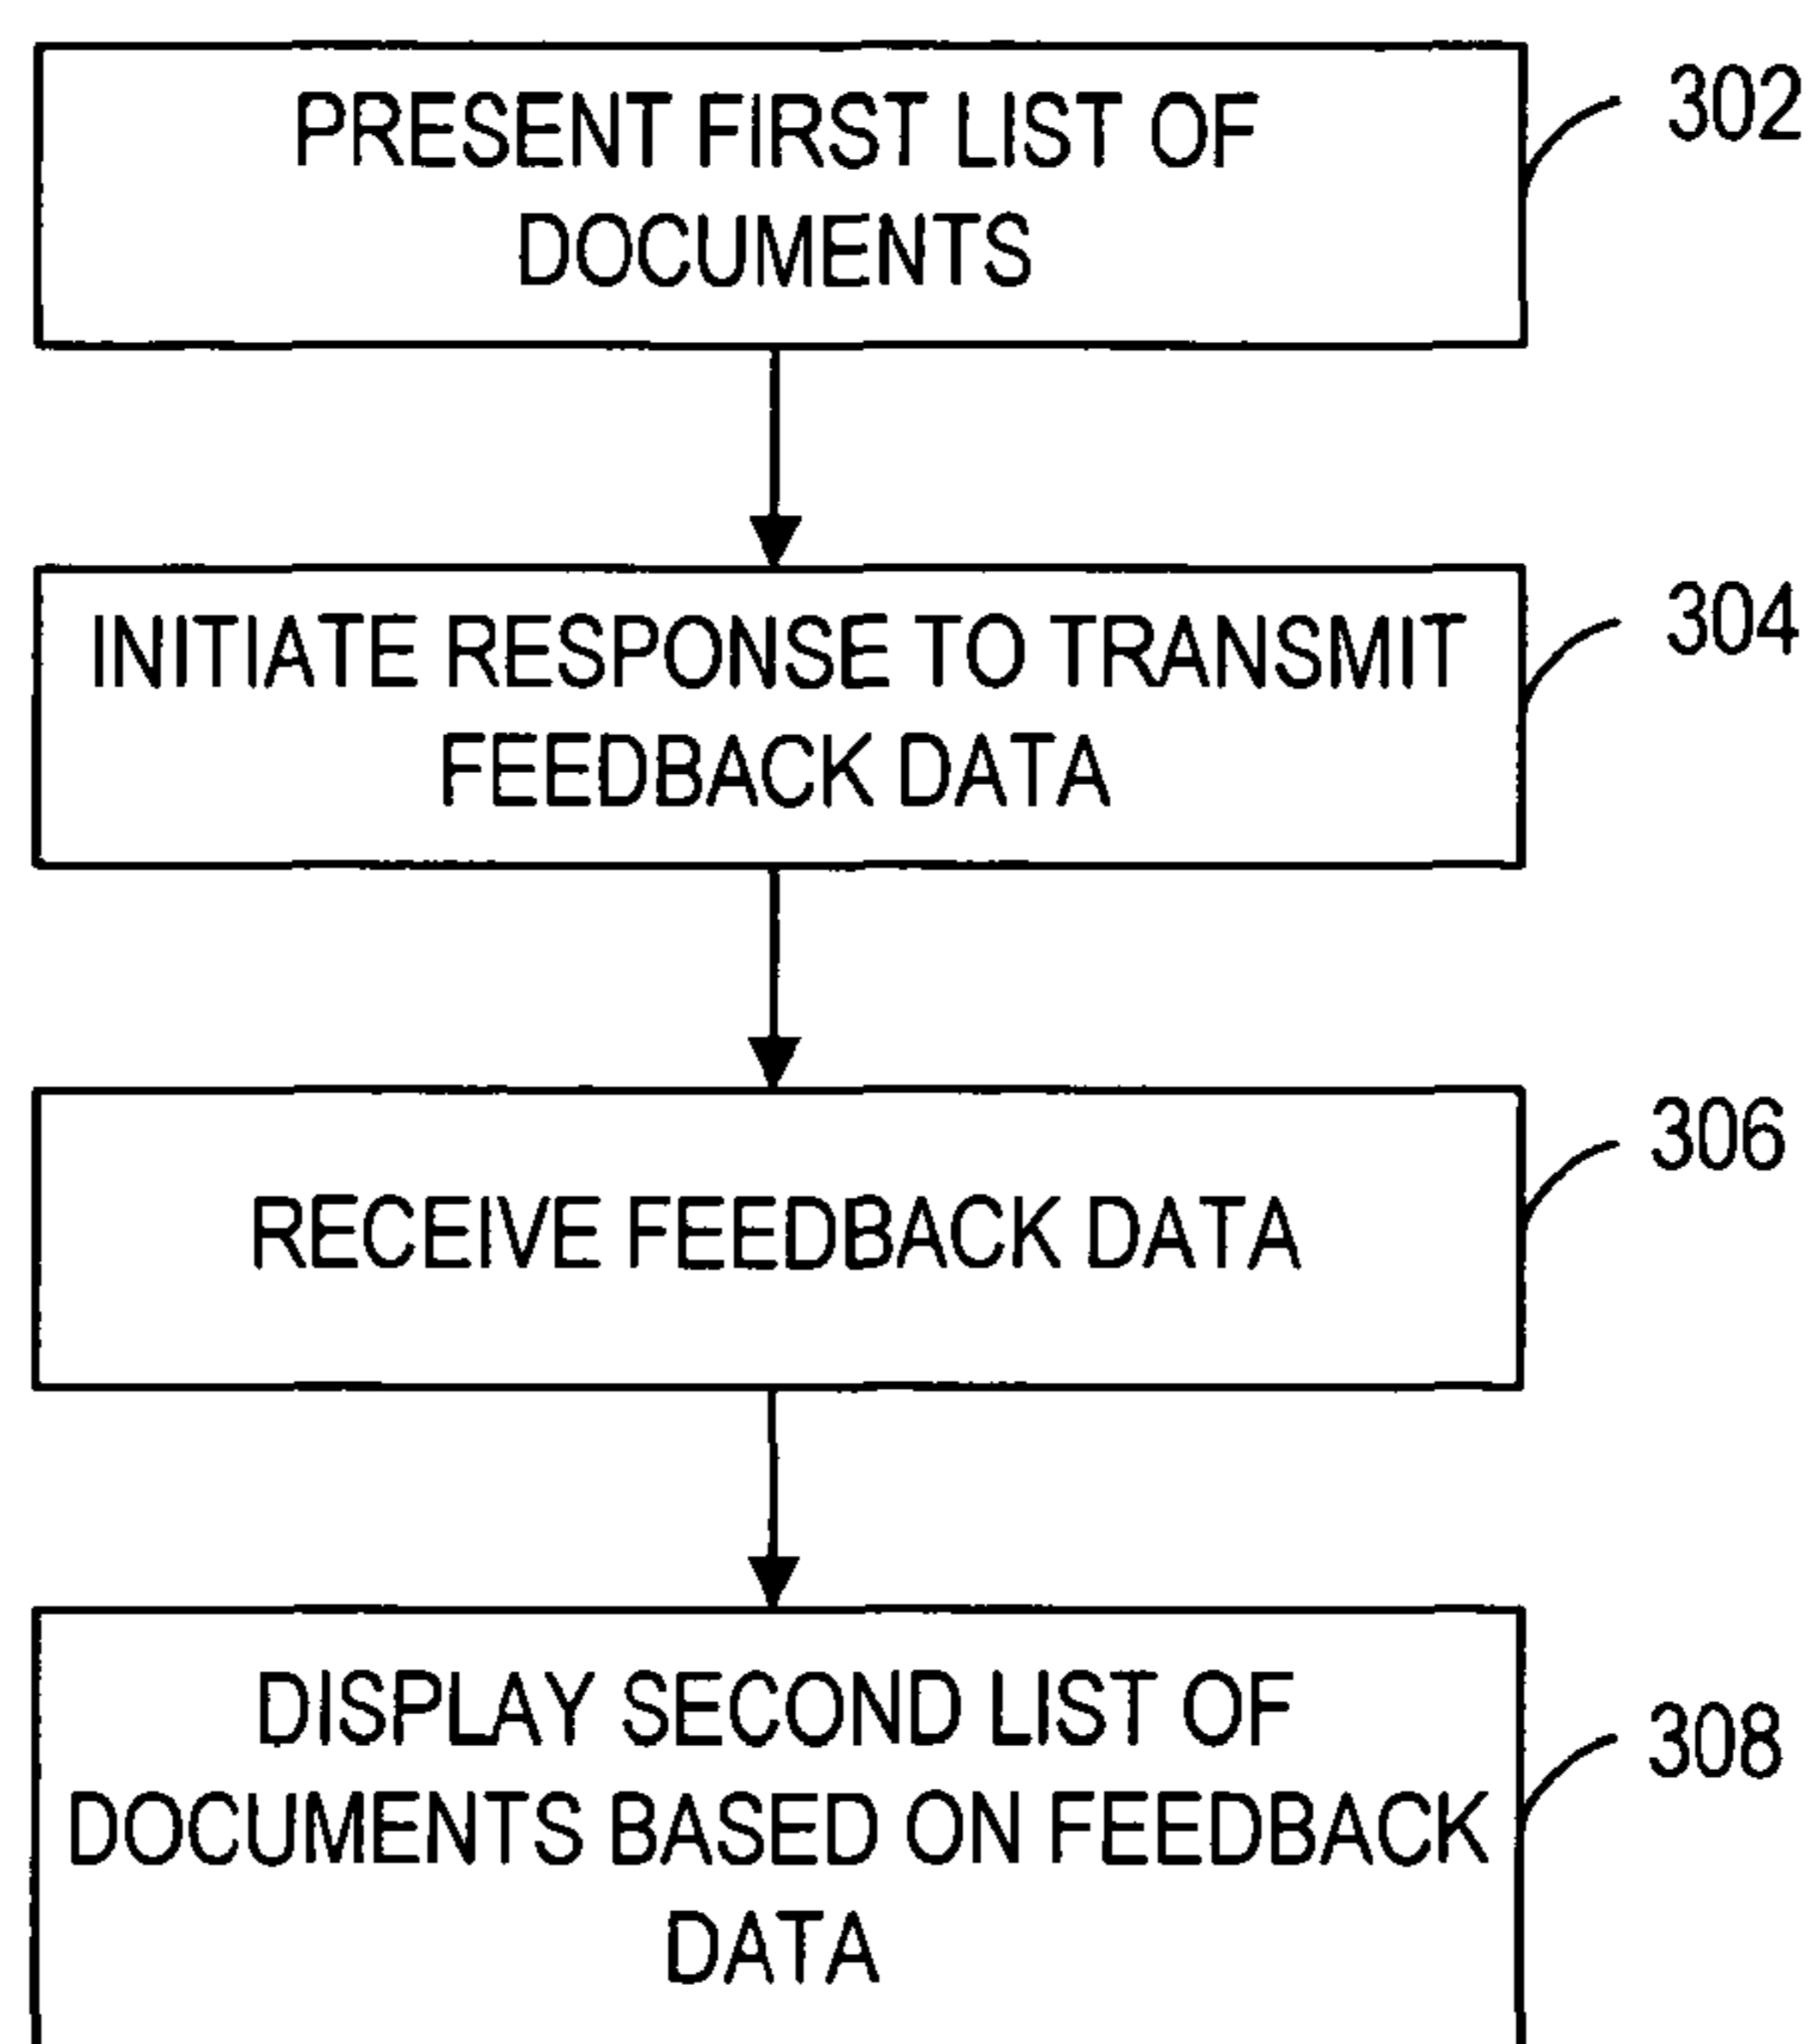 PRESENT FIRST LIST OF
DOCUMENTS
302
INITIATE RESPONSE TO TRANSMIT
FEEDBACK DATA
304
RECEIVE FEEDBACK DATA
306
DISPLAY SECOND LIST OF
DOCUMENTS BASED ON FEEDBACK
DATA
308